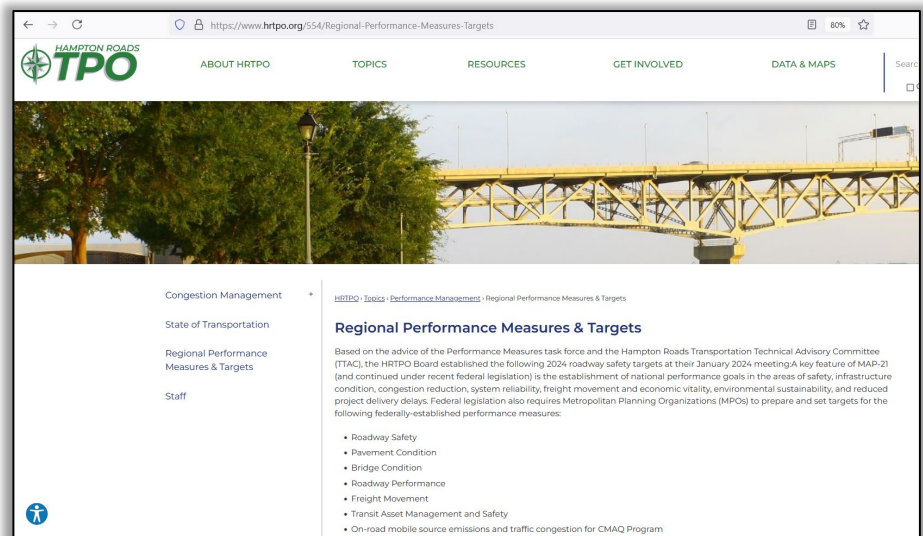 https://www.hrtpo.org/554/Regional-Performance-Measures-Targets
80%
HAMPTON ROADS
TPO
ABOUT HRTPO
TOPICS
RESOURCES
GET INVOLVED
DATA & MAPS
Congestion Management +
State of Transportation
Regional Performance
Measures & Targets
Staff
HRTPO › Topics › Performance Management › Regional Performance Measures & Targets
Regional Performance Measures & Targets
Based on the advice of the Performance Measures task force and the Hampton Roads Transportation Technical Advisory Committee
(TTAC), the HRTPO Board established the following 2024 roadway safety targets at their January 2024 meeting:A key feature of MAP-21
(and continued under recent federal legislation) is the establishment of national performance goals in the areas of safety, infrastructure
condition, congestion reduction, system reliability, freight movement and economic vitality, environmental sustainability, and reduced
project delivery delays. Federal legislation also requires Metropolitan Planning Organizations (MPOs) to prepare and set targets for the
following federally-established performance measures:
• Roadway Safety
• Pavement Condition
• Bridge Condition
• Roadway Performance
• Freight Movement
• Transit Asset Management and Safety
• On-road mobile source emissions and traffic congestion for CMAQ Program